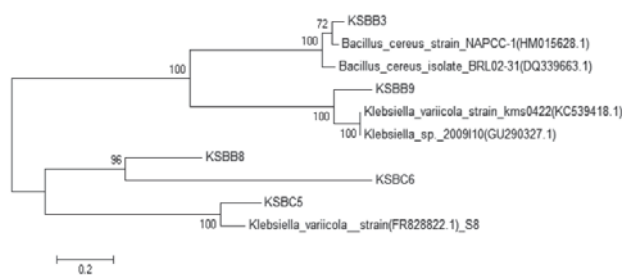 KSBB3
72
Bacillus_cereus_strain_NAPCC-1(HM015628.1)
100
Bacillus_cereus_isolate_BRL02-31(DQ339663.1)
100
KSBB9
Klebsiella_variicola_strain_kms0422(KC539418.1)
100
100
Klebsiella_sp._2009I10(GU290327.1)
96
KSBB8
KSBC6
KSBC5
100
Klebsiella_variicola__strain(FR828822.1)_S8
0.2